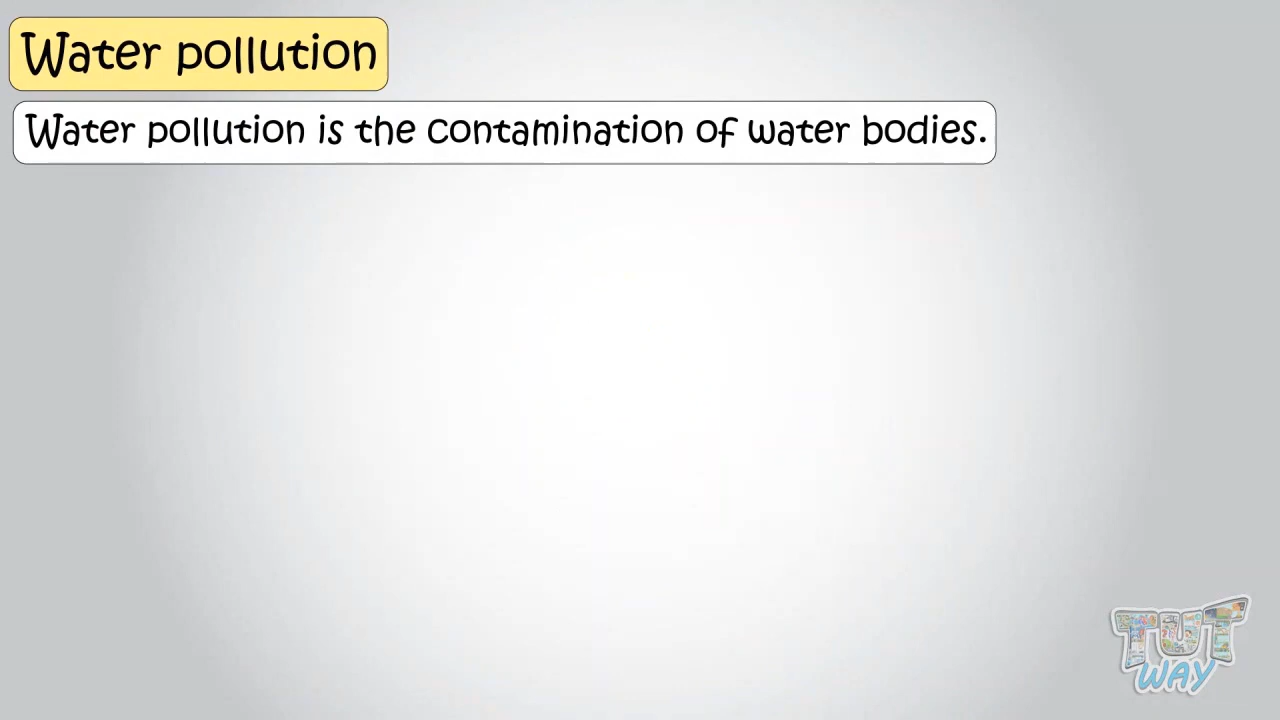 Water pollution
Water pollution is the contamination of water bodies.
TUT
WAY